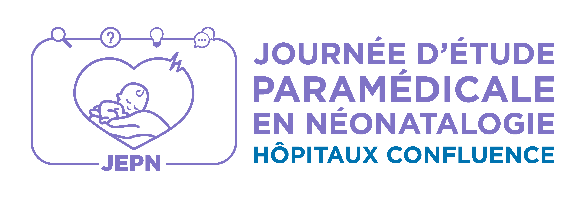 JOURNÉE D'ÉTUDE
PARAMÉDICALE
EN NÉONATALOGIE
HÔPITAUX CONFLUENCE
JEPN
?